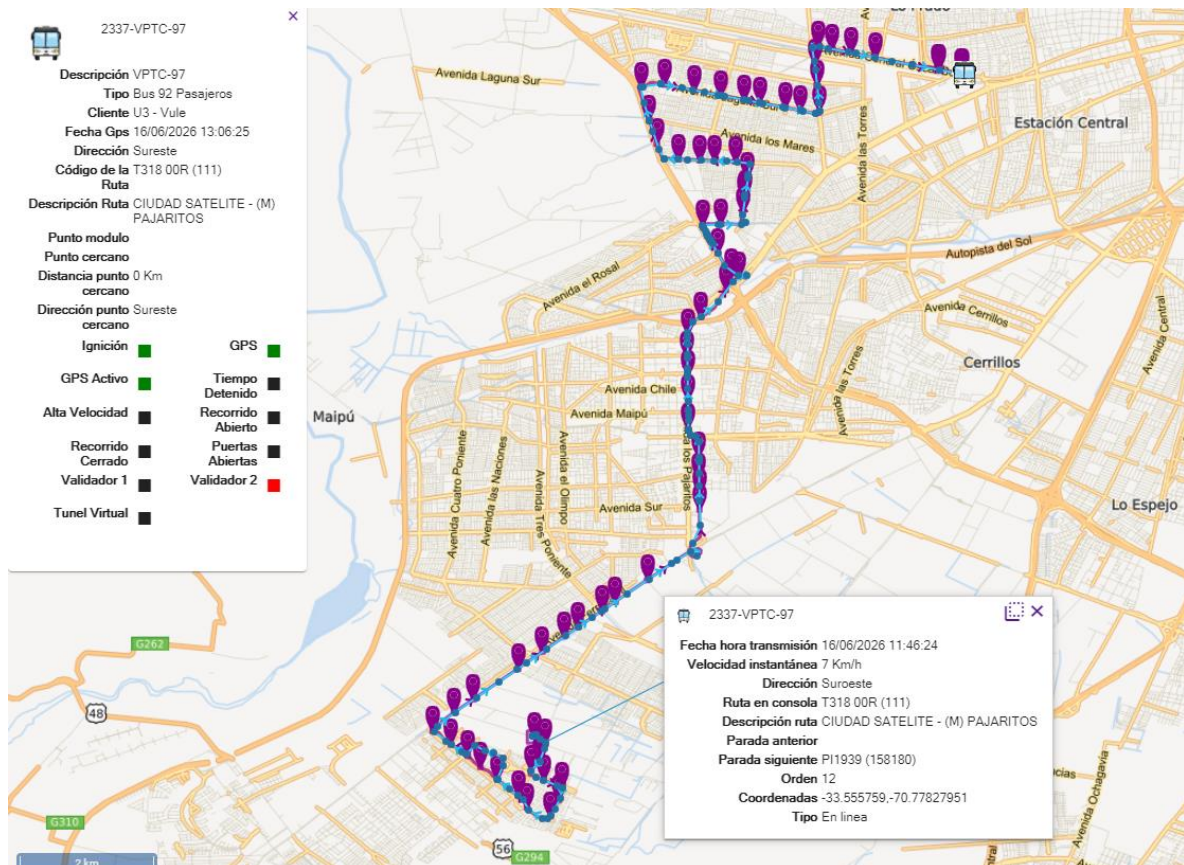 2337-VPTC-97
Descripción VPTC-97
Tipo Bus 92 Pasajeros
Cliente U3 - Vule
Fecha Gps 16/06/2026 13:06:25
Dirección Sureste
Código de la Ruta T318 00R (111)
Descripción Ruta CIUDAD SATELITE - (M)
PAJARITOS
Punto modulo
Punto cercano
Distancia punto cercano 0 Km
Dirección punto cercano Sureste
Ignición GPS
GPS Activo Tiempo Detenido
Alta Velocidad Recorrido Abierto
Recorrido Cerrado Puertas Abiertas
Validador 1 Validador 2
Tunel Virtual
Avenida Laguna Sur
Avenida los Mares
Avenida las Torres
Estación Central
Autopista del Sol
Avenida el Rosal
Avenida Cerrillos
Avenida Central
Cerrillos
Avenida las Torres
Avenida Chile
Maipú
Avenida Maipú
Avenida Cuatro Poniente
Avenida las Naciones
Avenida el Olimpo
Avenida Tres Poniente
Avenida Sur
Lo Espejo
G262
48
2337-VPTC-97
Fecha hora transmisión 16/06/2026 11:46:24
Velocidad instantánea 7 Km/h
Dirección Suroeste
Ruta en consola T318 00R (111)
Descripción ruta CIUDAD SATELITE - (M) PAJARITOS
Parada anterior
Parada siguiente PI1939 (158180)
Orden 12
Coordenadas -33.555759,-70.77827951
Tipo En linea
Avenida Ochagavia
G310
56
G294
2 km